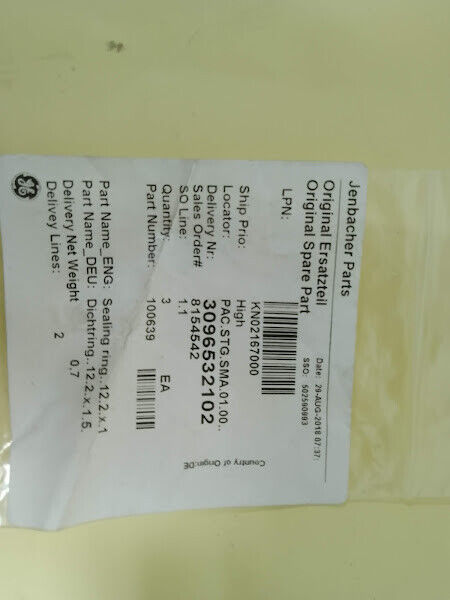 Jenbacher Parts
Original Ersatzteil
Original Spare Part
Date: 29-AUG-2018 07:37:
SSO: 502590993
LPN:
KN02167000
Ship Prio: High
Locator: PAC.STG.SMA.01.00..
Delivery Nr: 3096532102
Sales Order# 8154542
SO Line: 1.1
Quantity: 3 EA
Part Number: 100639
Country of Origin:DE
Part Name_ENG: Sealing ring..12.2.x.1
Part Name_DEU: Dichtring..12.2.x.1.5.
Delivery Net Weight 0,7
Delivey Lines: 2
GE